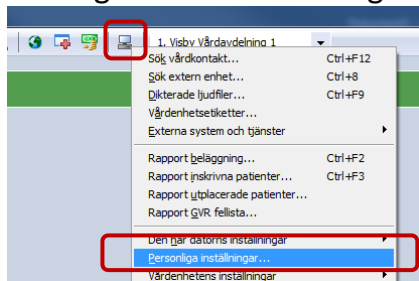 1. Visby Vårdavdelning 1
Sök vårdkontakt... Ctrl+F12
Sök extern enhet... Ctrl+8
Dikterade ljudfiler... Ctrl+F9
Vårdenhetsetiketter...
Externa system och tjänster
Rapport beläggning... Ctrl+F2
Rapport inskrivna patienter... Ctrl+F3
Rapport utplacerade patienter...
Rapport GVR fellista...
Den här datorns inställningar
Personliga inställningar...
Vårdenhetens inställningar